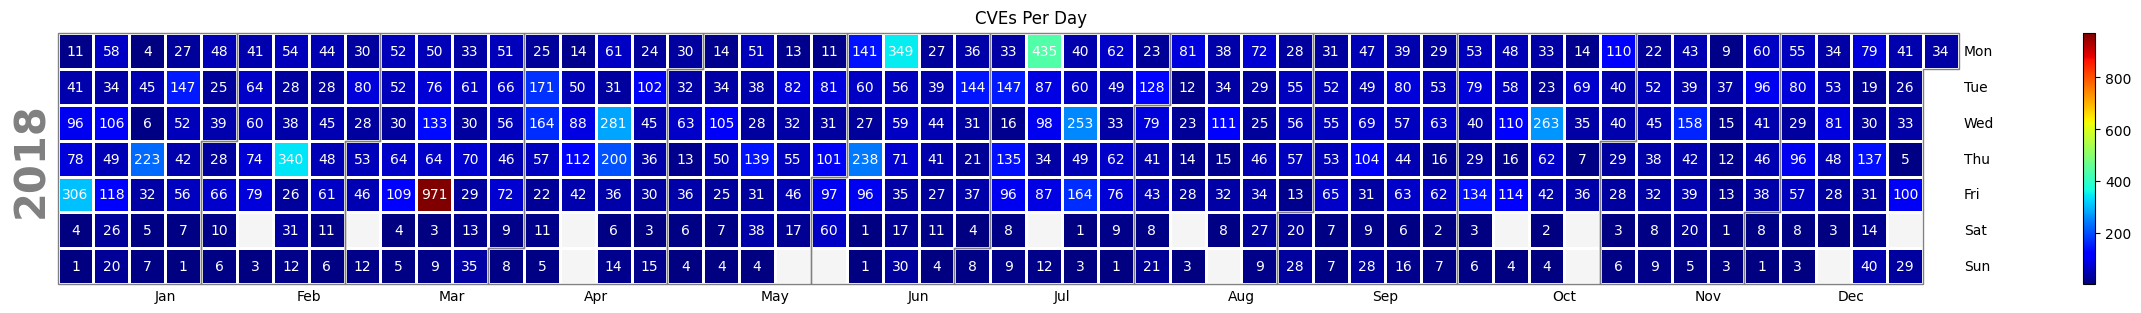 CVEs Per Day
11 58 4 27 48 41 54 44 30 52 50 33 51 25 14 61 24 30 14 51 13 11 141 349 27 36 33 435 40 62 23 81 38 72 28 31 47 39 29 53 48 33 14 110 22 43 9 60 55 34 79 41 34 Mon
41 34 45 147 25 64 28 28 80 52 76 61 66 171 50 31 102 32 34 38 82 81 60 56 39 144 147 87 60 49 128 12 34 29 55 52 49 80 53 79 58 23 69 40 52 39 37 96 80 53 19 26 Tue
96 106 6 52 39 60 38 45 28 30 133 30 56 164 88 281 45 63 105 28 32 31 27 59 44 31 16 98 253 33 79 23 111 25 56 55 69 57 63 40 110 263 35 40 45 158 15 41 29 81 30 33 Wed
78 49 223 42 28 74 340 48 53 64 64 70 46 57 112 200 36 13 50 139 55 101 238 71 41 21 135 34 49 62 41 14 15 46 57 53 104 44 16 29 16 62 7 29 38 42 12 46 96 48 137 5 Thu
306 118 32 56 66 79 26 61 46 109 971 29 72 22 42 36 30 36 25 31 46 97 96 35 27 37 96 87 164 76 43 28 32 34 13 65 31 63 62 134 114 42 36 28 32 39 13 38 57 28 31 100 Fri
4 26 5 7 10 31 11 4 3 13 9 11 6 3 6 7 38 17 60 1 17 11 4 8 1 9 8 8 27 20 7 9 6 2 3 2 3 8 20 1 8 8 3 14 Sat
1 20 7 1 6 3 12 6 12 5 9 35 8 5 14 15 4 4 4 1 30 4 8 9 12 3 1 21 3 9 28 7 28 16 7 6 4 4 6 9 5 3 1 3 40 29 Sun
Jan Feb Mar Apr May Jun Jul Aug Sep Oct Nov Dec
2018
800
600
400
200